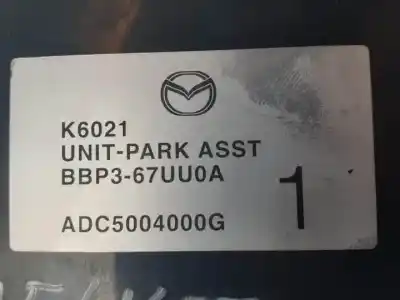 K6021
UNIT-PARK ASST
BBP3-67UU0A
1
ADC5004000G